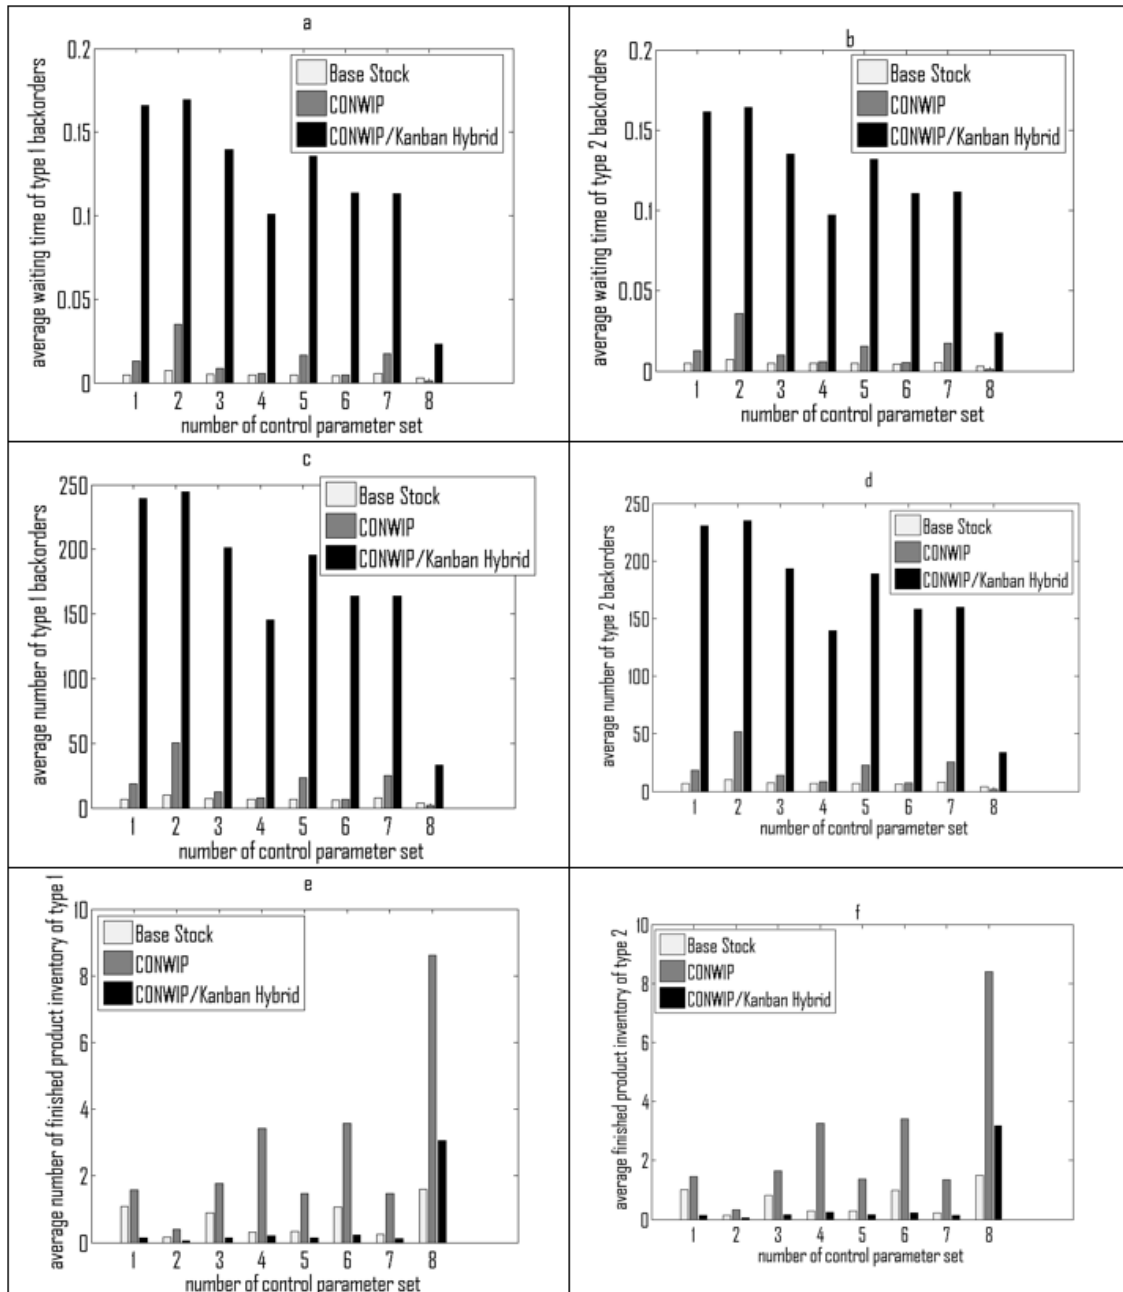 a
average waiting time of type 1 backorders
0.2
0.15
0.1
0.05
0
Base Stock
CONWIP
CONWIP/Kanban Hybrid
1 2 3 4 5 6 7 8
number of control parameter set
b
average waiting time of type 2 backorders
0.2
0.15
0.1
0.05
0
Base Stock
CONWIP
CONWIP/Kanban Hybrid
1 2 3 4 5 6 7 8
number of control parameter set
c
average number of type 1 backorders
250
200
150
100
50
0
Base Stock
CONWIP
CONWIP/Kanban Hybrid
1 2 3 4 5 6 7 8
number of control parameter set
d
average number of type 2 backorders
250
200
150
100
50
0
Base Stock
CONWIP
CONWIP/Kanban Hybrid
1 2 3 4 5 6 7 8
number of control parameter set
e
average number of finished product inventory of type 1
10
8
6
4
2
0
Base Stock
CONWIP
CONWIP/Kanban Hybrid
1 2 3 4 5 6 7 8
number of control parameter set
f
average finished product inventory of type 2
10
8
6
4
2
0
Base Stock
CONWIP
CONWIP/Kanban Hybrid
1 2 3 4 5 6 7 8
number of control parameter set